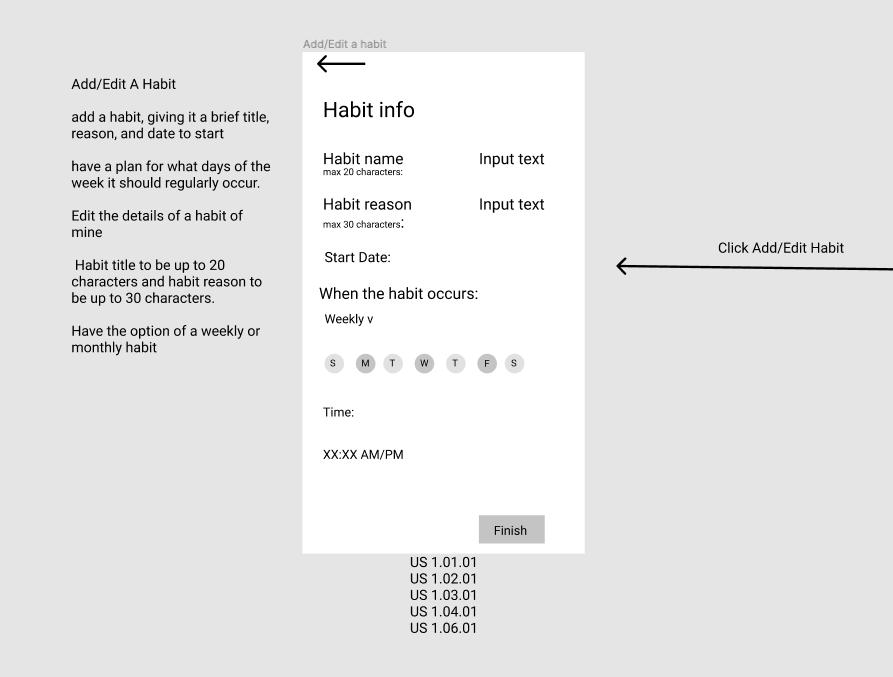 Add/Edit a habit
Add/Edit A Habit
add a habit, giving it a brief title,
reason, and date to start
have a plan for what days of the
week it should regularly occur.
Edit the details of a habit of
mine
Habit title to be up to 20
characters and habit reason to
be up to 30 characters.
Have the option of a weekly or
monthly habit
Habit info
Habit name Input text
max 20 characters:
Habit reason Input text
max 30 characters:
Start Date:
When the habit occurs:
Weekly v
S M T W T F S
Time:
XX:XX AM/PM
Finish
US 1.01.01
US 1.02.01
US 1.03.01
US 1.04.01
US 1.06.01
Click Add/Edit Habit